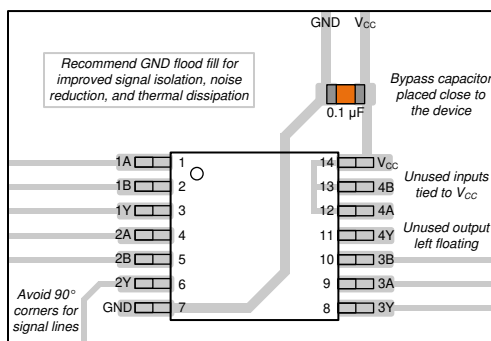 GND VCC
Recommend GND flood fill for
improved signal isolation, noise
reduction, and thermal dissipation
Bypass capacitor
placed close to
the device
0.1 µF
1A 1 14 VCC
1B 2 13 4B
1Y 3 12 4A
2A 4 11 4Y
2B 5 10 3B
2Y 6 9 3A
GND 7 8 3Y
Unused inputs
tied to VCC
Unused output
left floating
Avoid 90°
corners for
signal lines